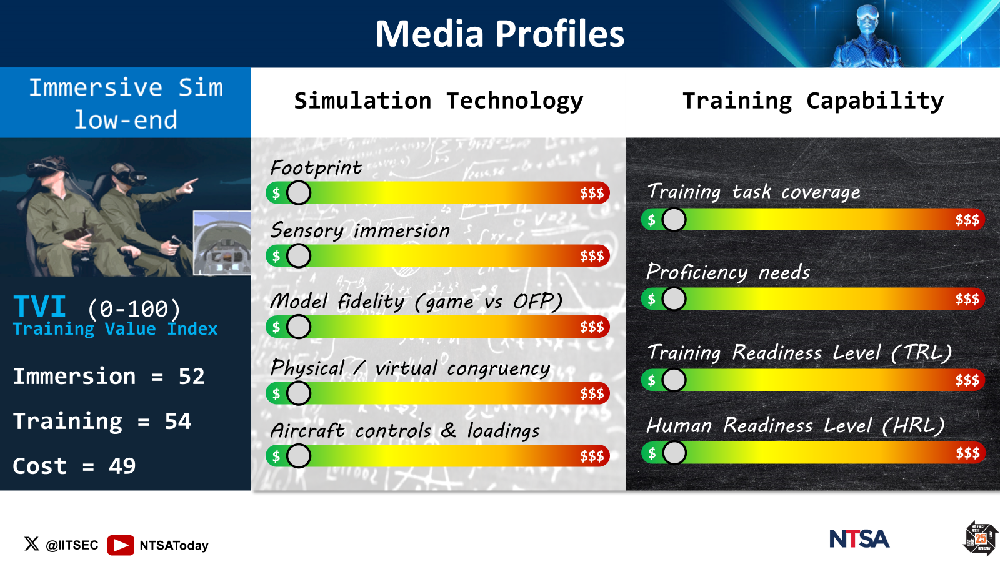 Media Profiles
Immersive Sim
low-end
Simulation Technology
Training Capability
Footprint
$ $$$
Sensory immersion
$ $$$
Model fidelity (game vs OFP)
$ $$$
Physical / virtual congruency
$ $$$
Aircraft controls & loadings
$ $$$
Training task coverage
$ $$$
Proficiency needs
$ $$$
Training Readiness Level (TRL)
$ $$$
Human Readiness Level (HRL)
$ $$$
TVI (0-100)
Training Value Index
Immersion = 52
Training = 54
Cost = 49
X @IITSEC NTSAToday
NTSA
25
INDUSTRY